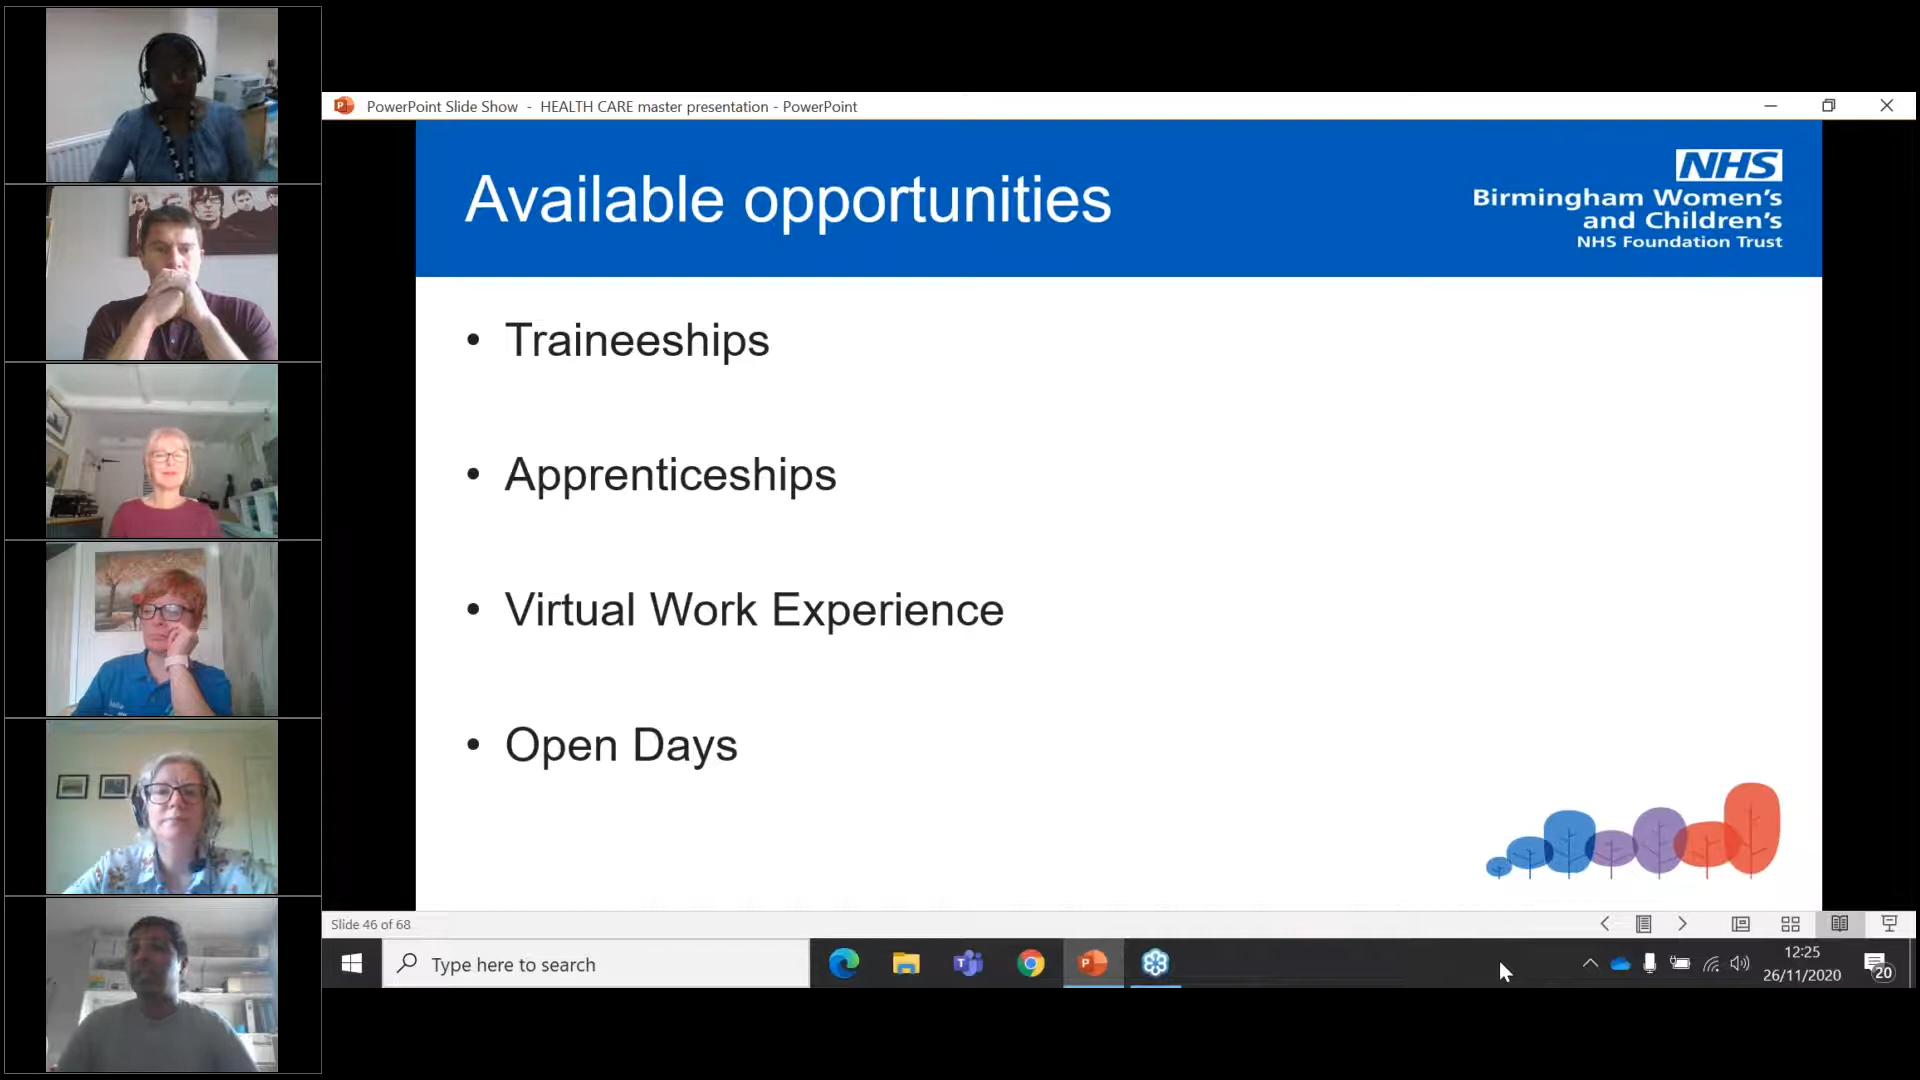 PowerPoint Slide Show - HEALTH CARE master presentation - PowerPoint
Available opportunities
NHS
Birmingham Women's
and Children's
NHS Foundation Trust
• Traineeships
• Apprenticeships
• Virtual Work Experience
• Open Days
Slide 46 of 68
Type here to search
12:25
26/11/2020
20